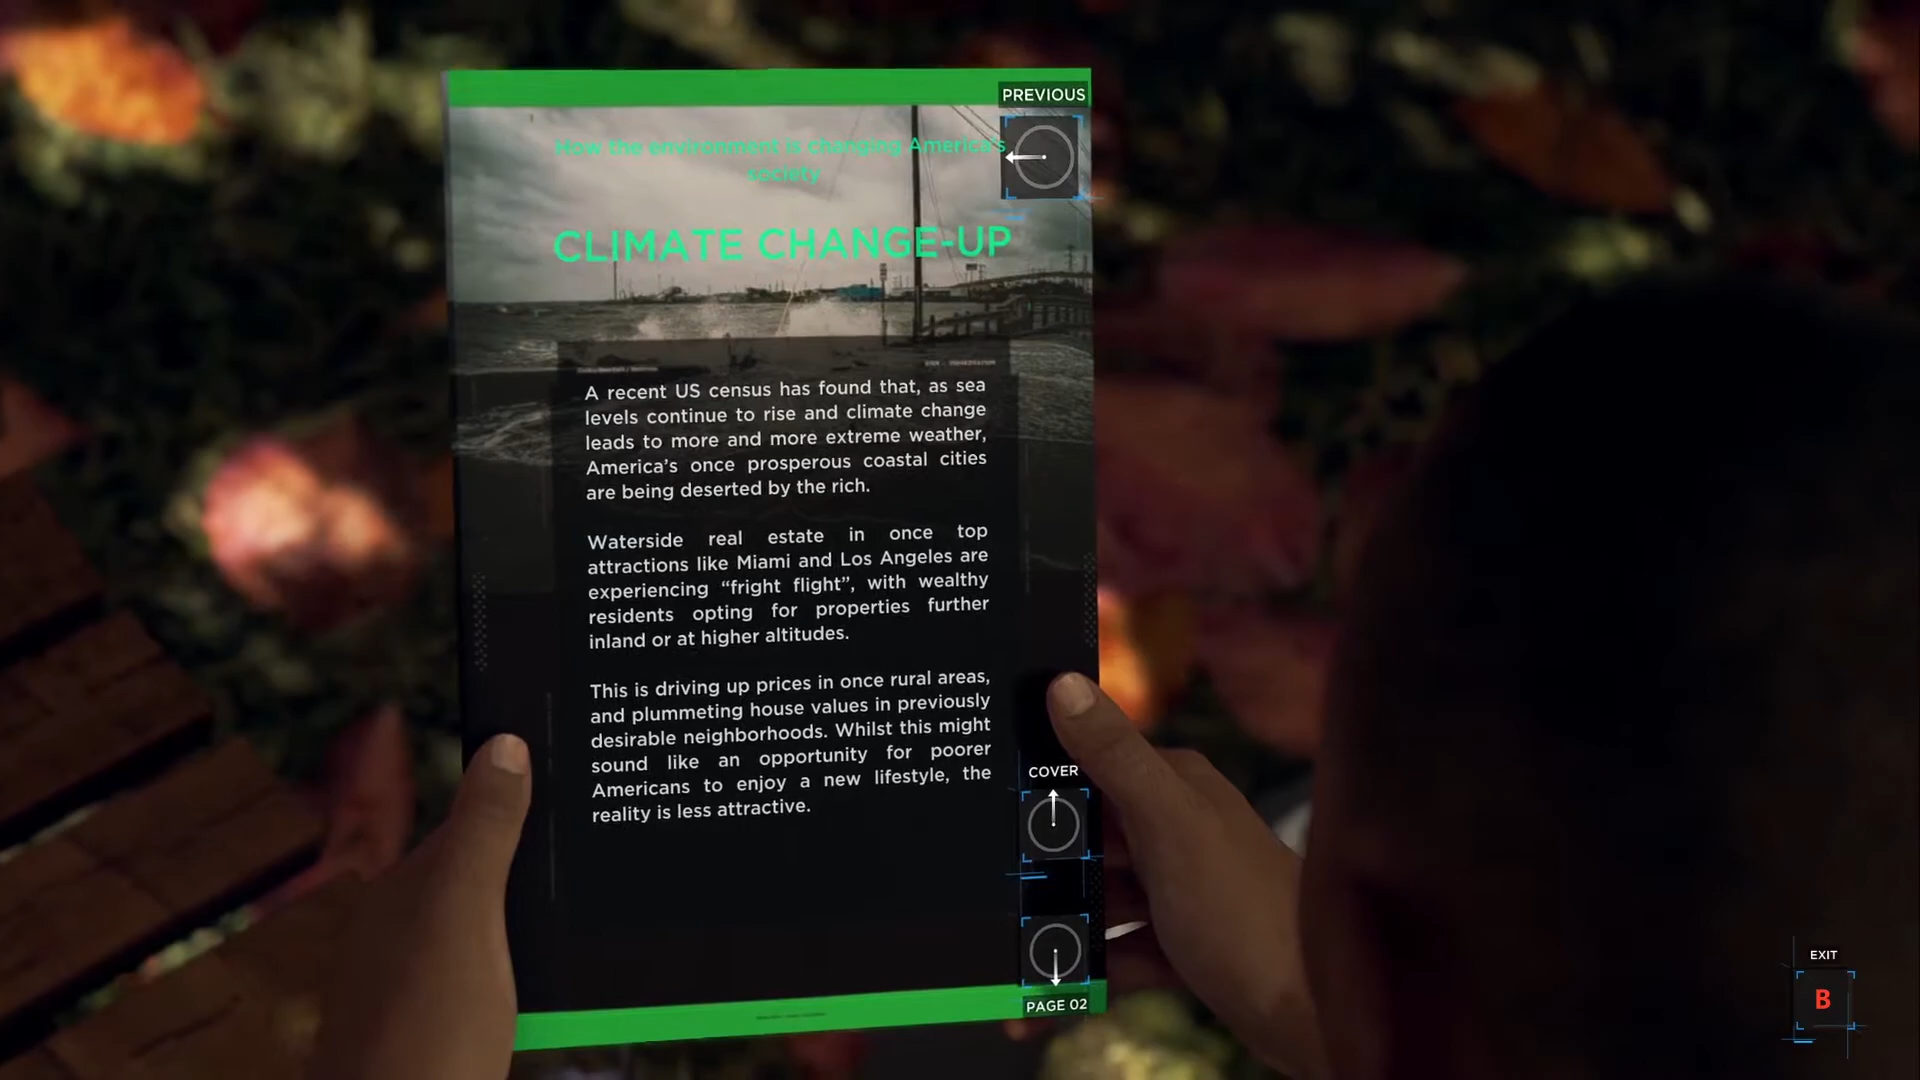 PREVIOUS
How the environment is changing America's
society
CLIMATE CHANGE-UP
A recent US census has found that, as sea
levels continue to rise and climate change
leads to more and more extreme weather,
America's once prosperous coastal cities
are being deserted by the rich.
Waterside real estate in once top
attractions like Miami and Los Angeles are
experiencing “fright flight”, with wealthy
residents opting for properties further
inland or at higher altitudes.
This is driving up prices in once rural areas,
and plummeting house values in previously
desirable neighborhoods. Whilst this might
sound like an opportunity for poorer
Americans to enjoy a new lifestyle, the
reality is less attractive.
COVER
PAGE 02
EXIT
B